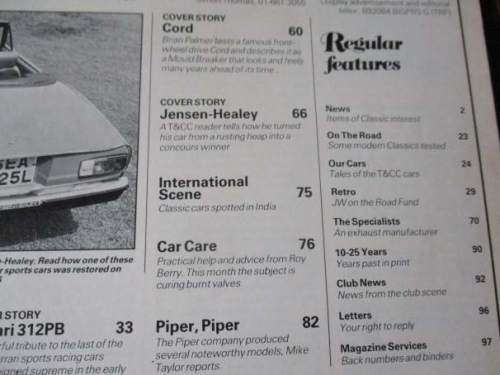 COVER STORY
Cord 60
Brian Palmer tests a famous front-
wheel drive Cord and describes it as
a Mould Breaker that looks and feels
many years ahead of its time.
COVER STORY
Jensen-Healey 66
A T&CC reader tells how he turned
his car from a rusting heap into a
concours winner
International
Scene 75
Classic cars spotted in India
Car Care 76
Practical help and advice from Roy
Berry. This month the subject is
curing burnt valves
Piper, Piper 82
The Piper company produced
several noteworthy models, Mike
Taylor reports.
Display advertisement and editorial
Regular
features
News 2
Items of Classic interest
On The Road 23
Some modern Classics tested
Our Cars 24
Tales of the T&CC cars
Retro 29
JW on the Road Fund
The Specialists 70
An exhaust manufacturer
10-25 Years 90
Years past in print
Club News 92
News from the club scene
Letters 96
Your right to reply
Magazine Services 97
Back numbers and binders
25L
-Healey. Read how one of these
sports cars was restored on
STORY
ari 312PB 33
rful tribute to the last of the
rran sports racing cars
igned supreme in the early